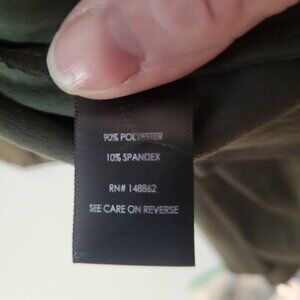 90% POLYESTER
10% SPANDEX
RN# 148862
SEE CARE ON REVERSE